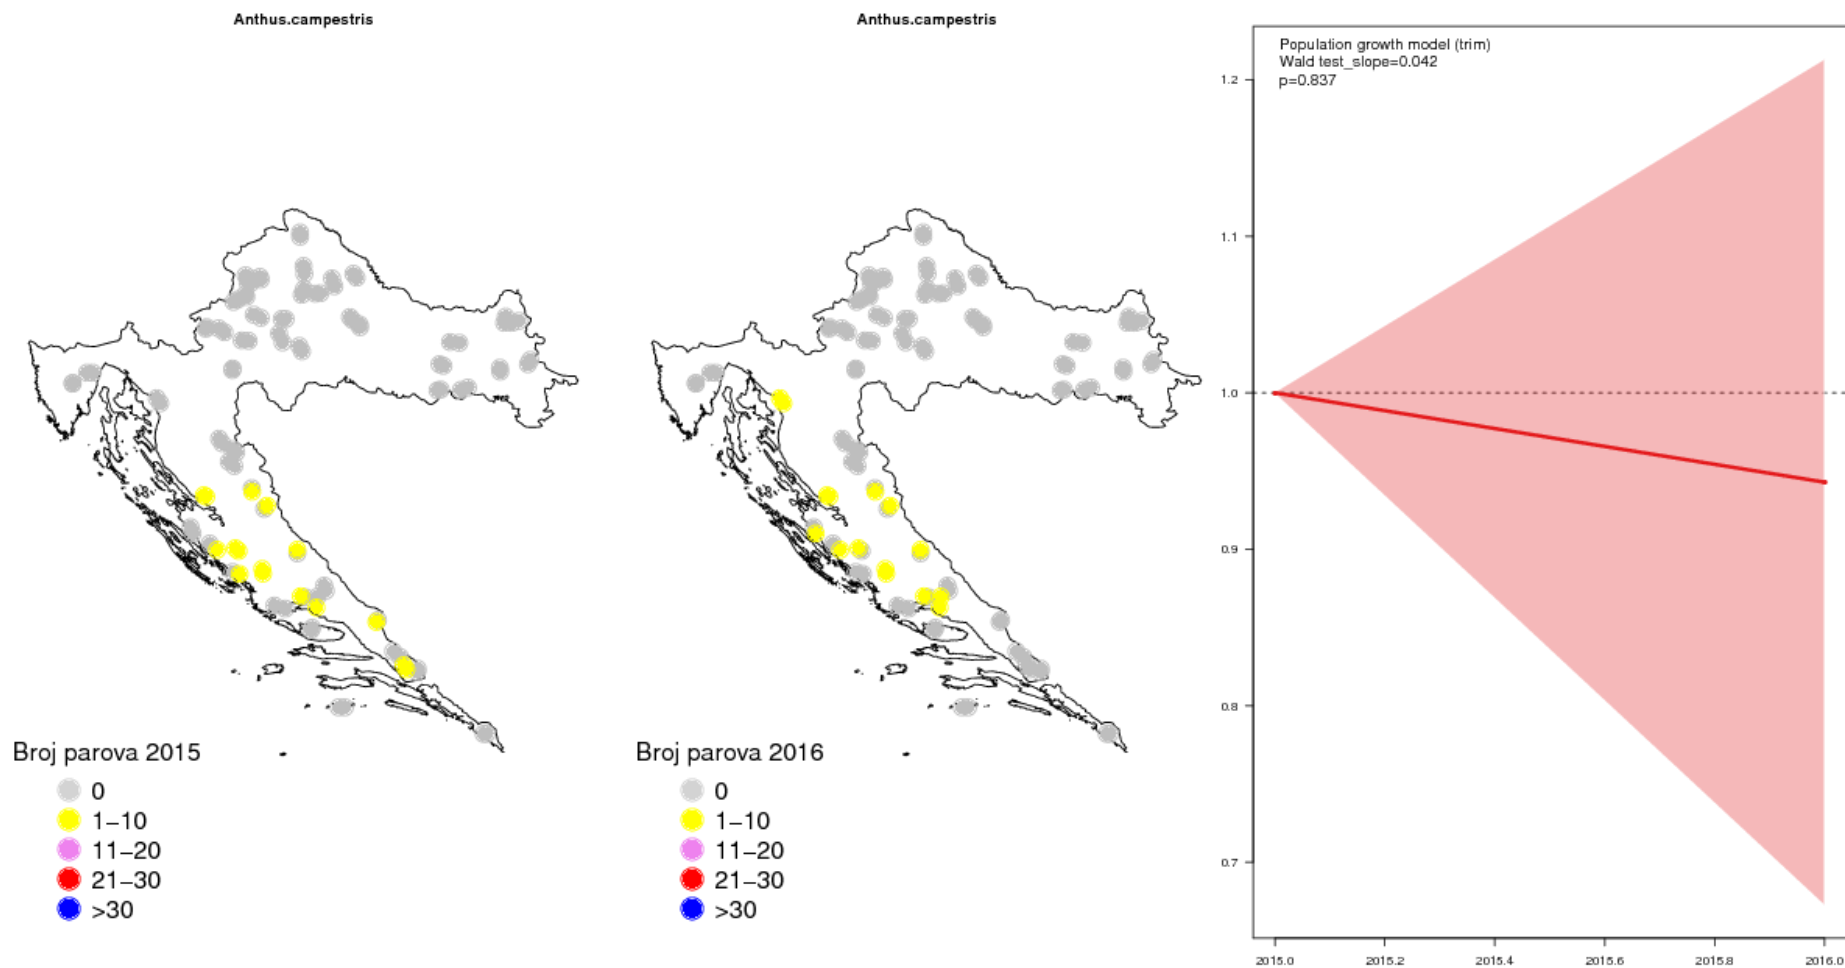 Anthus.campestris
Broj parova 2015
0
1–10
11–20
21–30
>30
Anthus.campestris
Broj parova 2016
0
1–10
11–20
21–30
>30
Population growth model (trim)
Wald test_slope=0.042
p=0.837
1.2
1.1
1.0
0.9
0.8
0.7
2015.0 2015.2 2015.4 2015.6 2015.8 2016.0